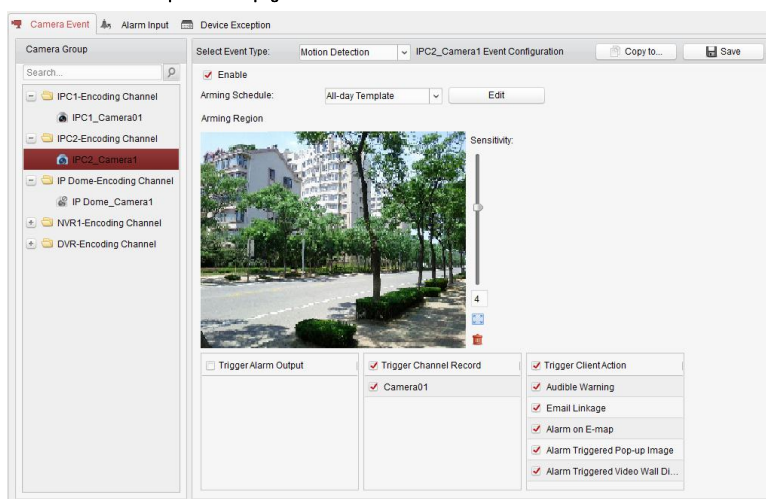 Camera Event Alarm Input Device Exception
Camera Group
Search...
IPC1-Encoding Channel
IPC1_Camera01
IPC2-Encoding Channel
IPC2_Camera1
IP Dome-Encoding Channel
IP Dome_Camera1
NVR1-Encoding Channel
DVR-Encoding Channel
Select Event Type: Motion Detection IPC2_Camera1 Event Configuration Copy to... Save
Enable
Arming Schedule: All-day Template Edit
Arming Region
Sensitivity:
4
Trigger Alarm Output
Trigger Channel Record
Camera01
Trigger Client Action
Audible Warning
Email Linkage
Alarm on E-map
Alarm Triggered Pop-up Image
Alarm Triggered Video Wall Di...